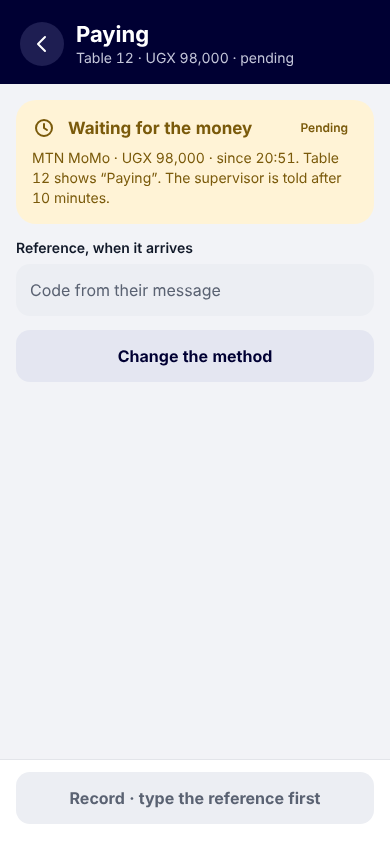 Paying
Table 12 · UGX 98,000 · pending
Waiting for the money
Pending
MTN MoMo · UGX 98,000 · since 20:51. Table
12 shows “Paying”. The supervisor is told after
10 minutes.
Reference, when it arrives
Code from their message
Change the method
Record · type the reference first